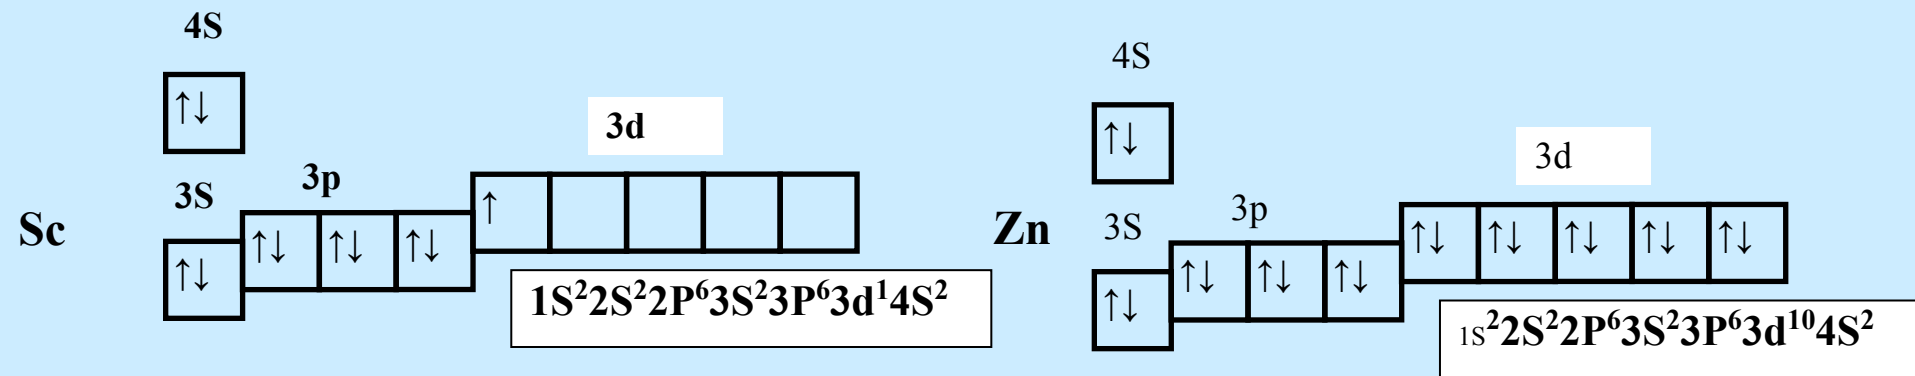 4S
↑↓
3d
3p
3S
↑
Sc
↑↓ ↑↓ ↑↓
↑↓
1S²2S²2P⁶3S²3P⁶3d¹4S²
4S
↑↓
3d
3p
3S
↑↓ ↑↓ ↑↓ ↑↓ ↑↓
Zn
↑↓ ↑↓ ↑↓
↑↓
1S²2S²2P⁶3S²3P⁶3d¹⁰4S²